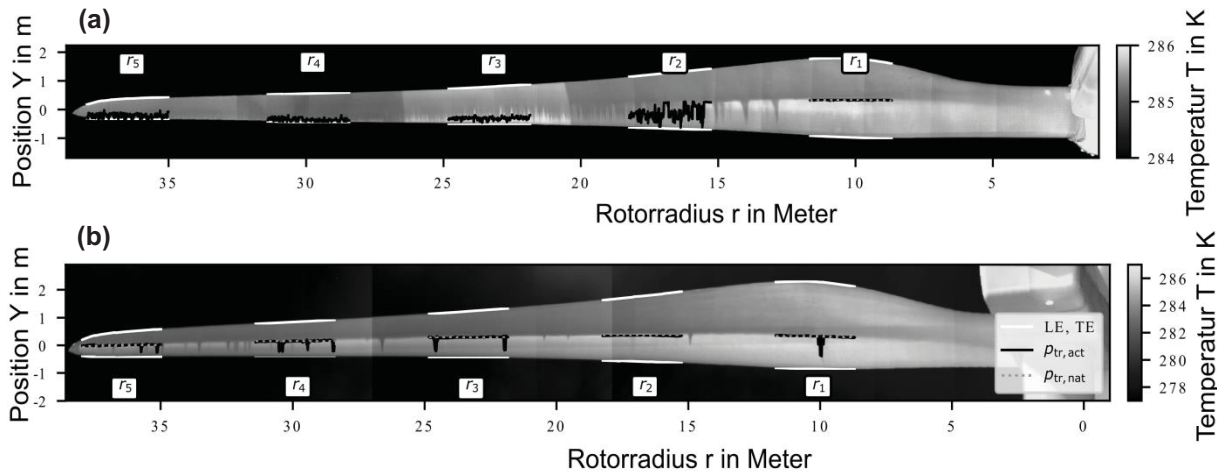 (a)
Position Y in m
2
1
0
-1
r5 r4 r3 r2 r1
35 30 25 20 15 10 5
Rotorradius r in Meter
286
285
284
Temperatur T in K
(b)
Position Y in m
2
1
0
-1
-2
r5 r4 r3 r2 r1
LE, TE
ptr,act
ptr,nat
35 30 25 20 15 10 5 0
Rotorradius r in Meter
286
284
282
280
278
Temperatur T in K